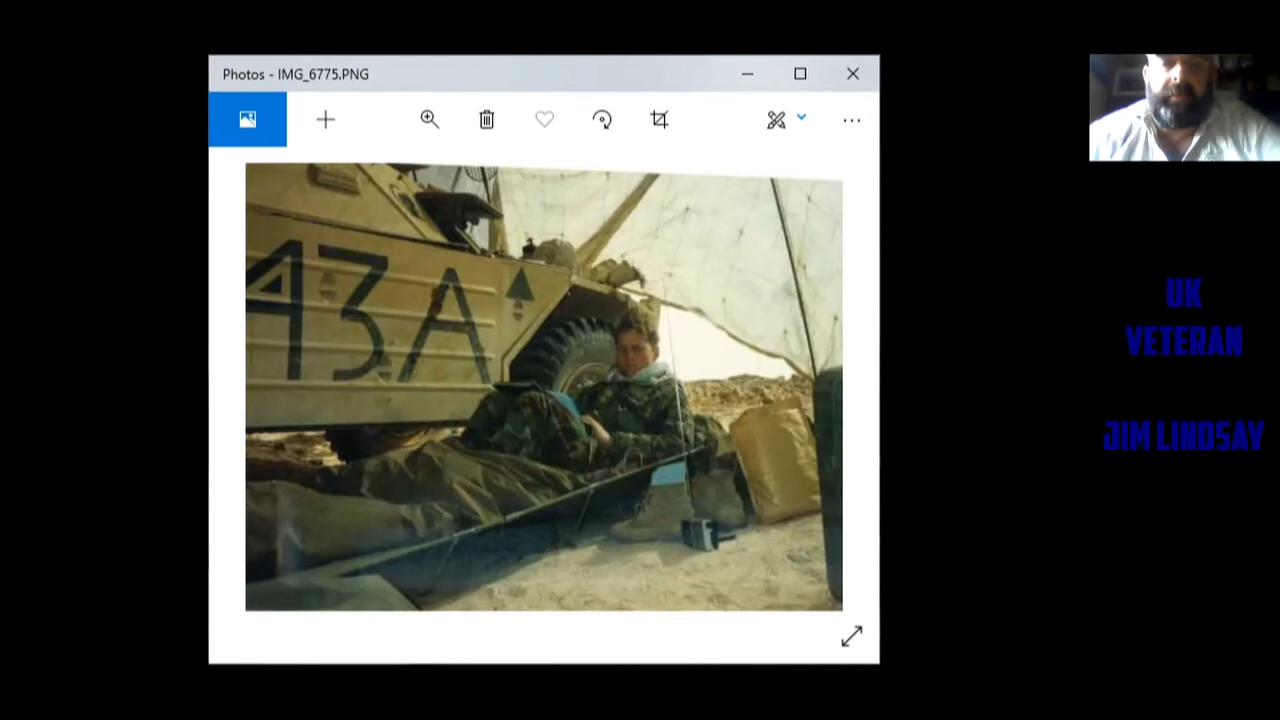 Photos - IMG_6775.PNG
43A
UK
VETERAN
JIM LINDSAY